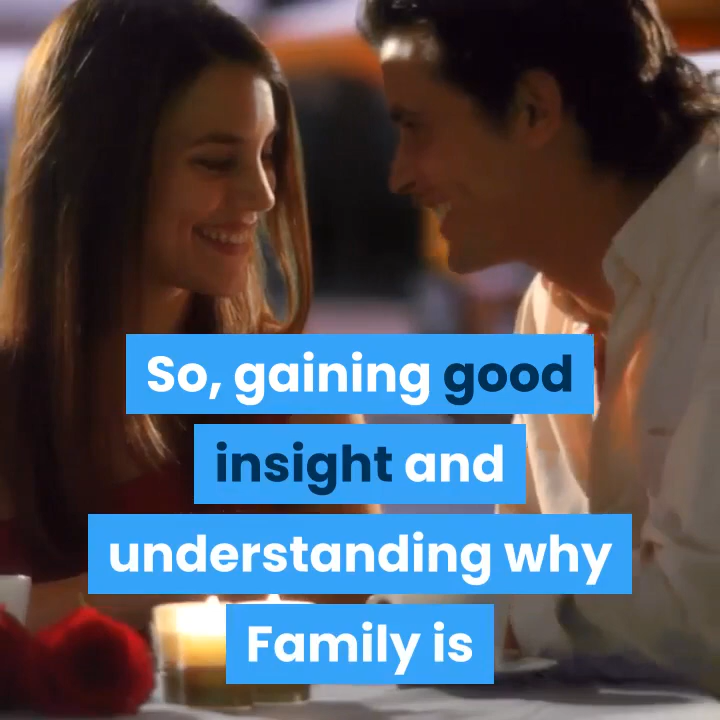 So, gaining good
insight and
understanding why
Family is